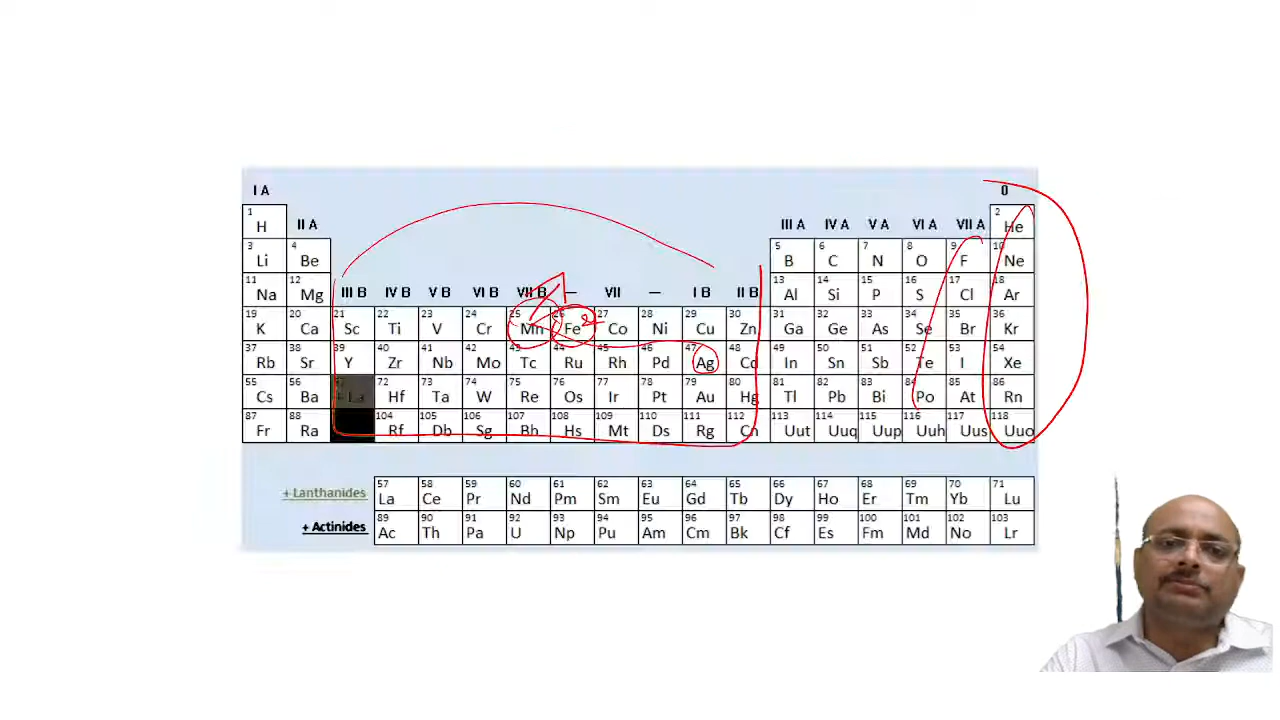 I A 0
1 H II A III A IV A V A VI A VII A 2 He
3 Li 4 Be 5 B 6 C 7 N 8 O 9 F 10 Ne
11 Na 12 Mg III B IV B V B VI B VII B — VII — I B II B 13 Al 14 Si 15 P 16 S 17 Cl 18 Ar
19 K 20 Ca 21 Sc 22 Ti 23 V 24 Cr 25 Mn 26 Fe 27 Co 28 Ni 29 Cu 30 Zn 31 Ga 32 Ge 33 As 34 Se 35 Br 36 Kr
37 Rb 38 Sr 39 Y 40 Zr 41 Nb 42 Mo 43 Tc 44 Ru 45 Rh 46 Pd 47 Ag 48 Cd 49 In 50 Sn 51 Sb 52 Te 53 I 54 Xe
55 Cs 56 Ba 57 + La 72 Hf 73 Ta 74 W 75 Re 76 Os 77 Ir 78 Pt 79 Au 80 Hg 81 Tl 82 Pb 83 Bi 84 Po 85 At 86 Rn
87 Fr 88 Ra 104 Rf 105 Db 106 Sg 107 Bh 108 Hs 109 Mt 110 Ds 111 Rg 112 Cn 113 Uut 114 Uuq 115 Uup 116 Uuh 117 Uus 118 Uuo
+ Lanthanides 57 La 58 Ce 59 Pr 60 Nd 61 Pm 62 Sm 63 Eu 64 Gd 65 Tb 66 Dy 67 Ho 68 Er 69 Tm 70 Yb 71 Lu
+ Actinides 89 Ac 90 Th 91 Pa 92 U 93 Np 94 Pu 95 Am 96 Cm 97 Bk 98 Cf 99 Es 100 Fm 101 Md 102 No 103 Lr